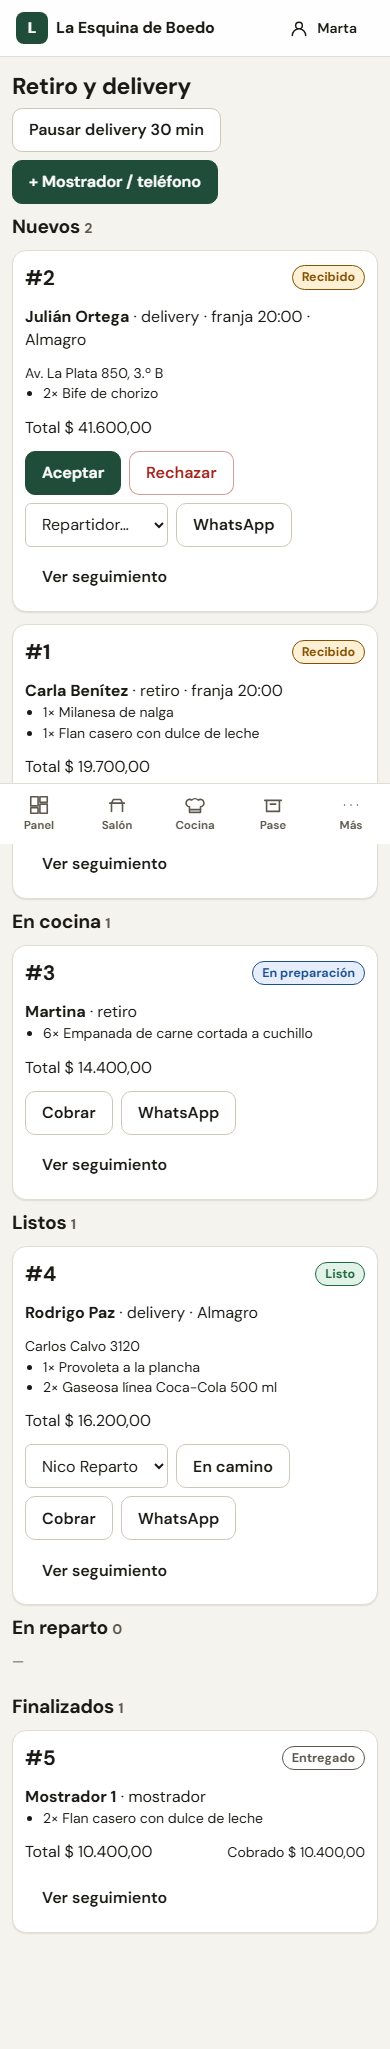 L La Esquina de Boedo Marta
Retiro y delivery
Pausar delivery 30 min
+ Mostrador / teléfono
Nuevos 2
#2 Recibido
Julián Ortega · delivery · franja 20:00 ·
Almagro
Av. La Plata 850, 3.º B
• 2× Bife de chorizo
Total $ 41.600,00
Aceptar Rechazar
Repartidor... WhatsApp
Ver seguimiento
#1 Recibido
Carla Benítez · retiro · franja 20:00
• 1× Milanesa de nalga
• 1× Flan casero con dulce de leche
Total $ 19.700,00
Panel Salón Cocina Pase Más
Ver seguimiento
En cocina 1
#3 En preparación
Martina · retiro
• 6× Empanada de carne cortada a cuchillo
Total $ 14.400,00
Cobrar WhatsApp
Ver seguimiento
Listos 1
#4 Listo
Rodrigo Paz · delivery · Almagro
Carlos Calvo 3120
• 1× Provoleta a la plancha
• 2× Gaseosa línea Coca-Cola 500 ml
Total $ 16.200,00
Nico Reparto En camino
Cobrar WhatsApp
Ver seguimiento
En reparto 0
—
Finalizados 1
#5 Entregado
Mostrador 1 · mostrador
• 2× Flan casero con dulce de leche
Total $ 10.400,00 Cobrado $ 10.400,00
Ver seguimiento